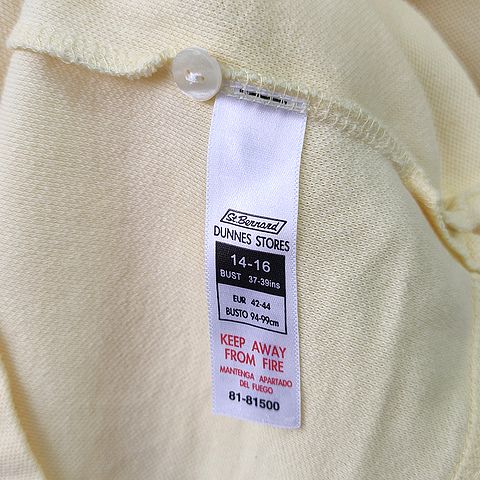 St. Bernard
DUNNES STORES
14-16
BUST 37-39ins
EUR 42-44
BUSTO 94-99cm
KEEP AWAY
FROM FIRE
MANTENGA APARTADO
DEL FUEGO
81-81500